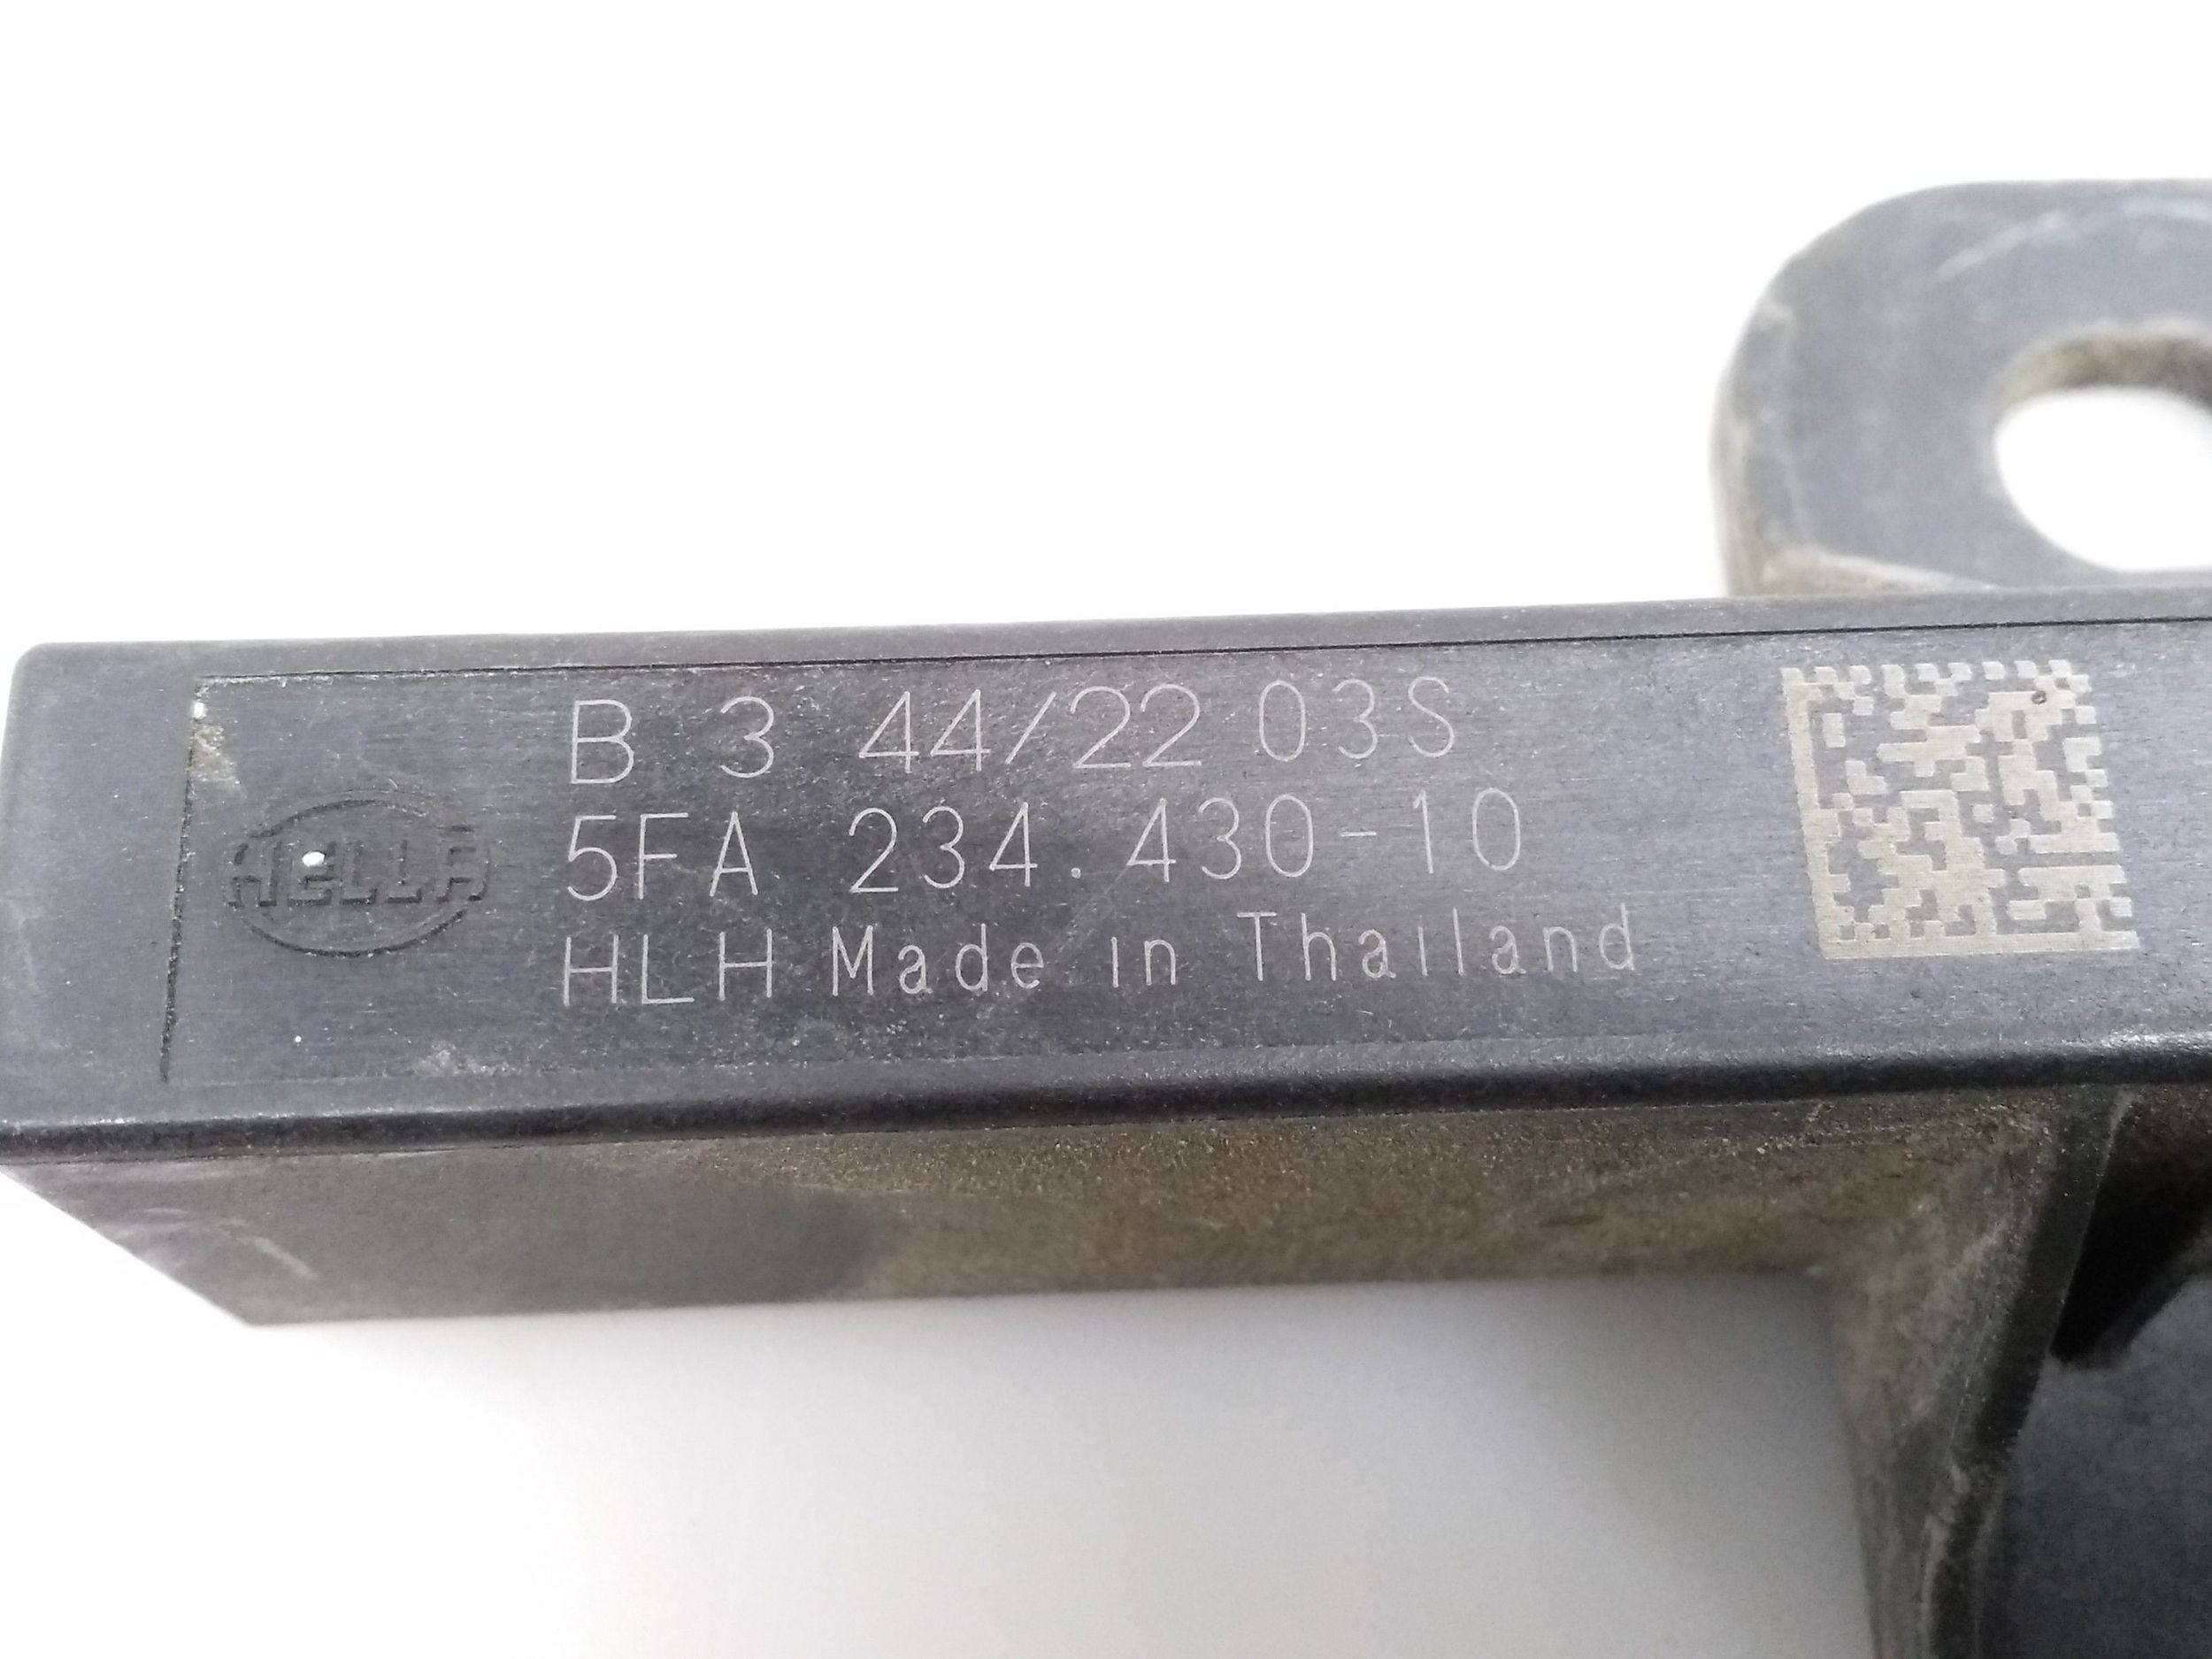 HELLA
B 3 44/22 03S
5FA 234.430-10
HLH Made in Thailand